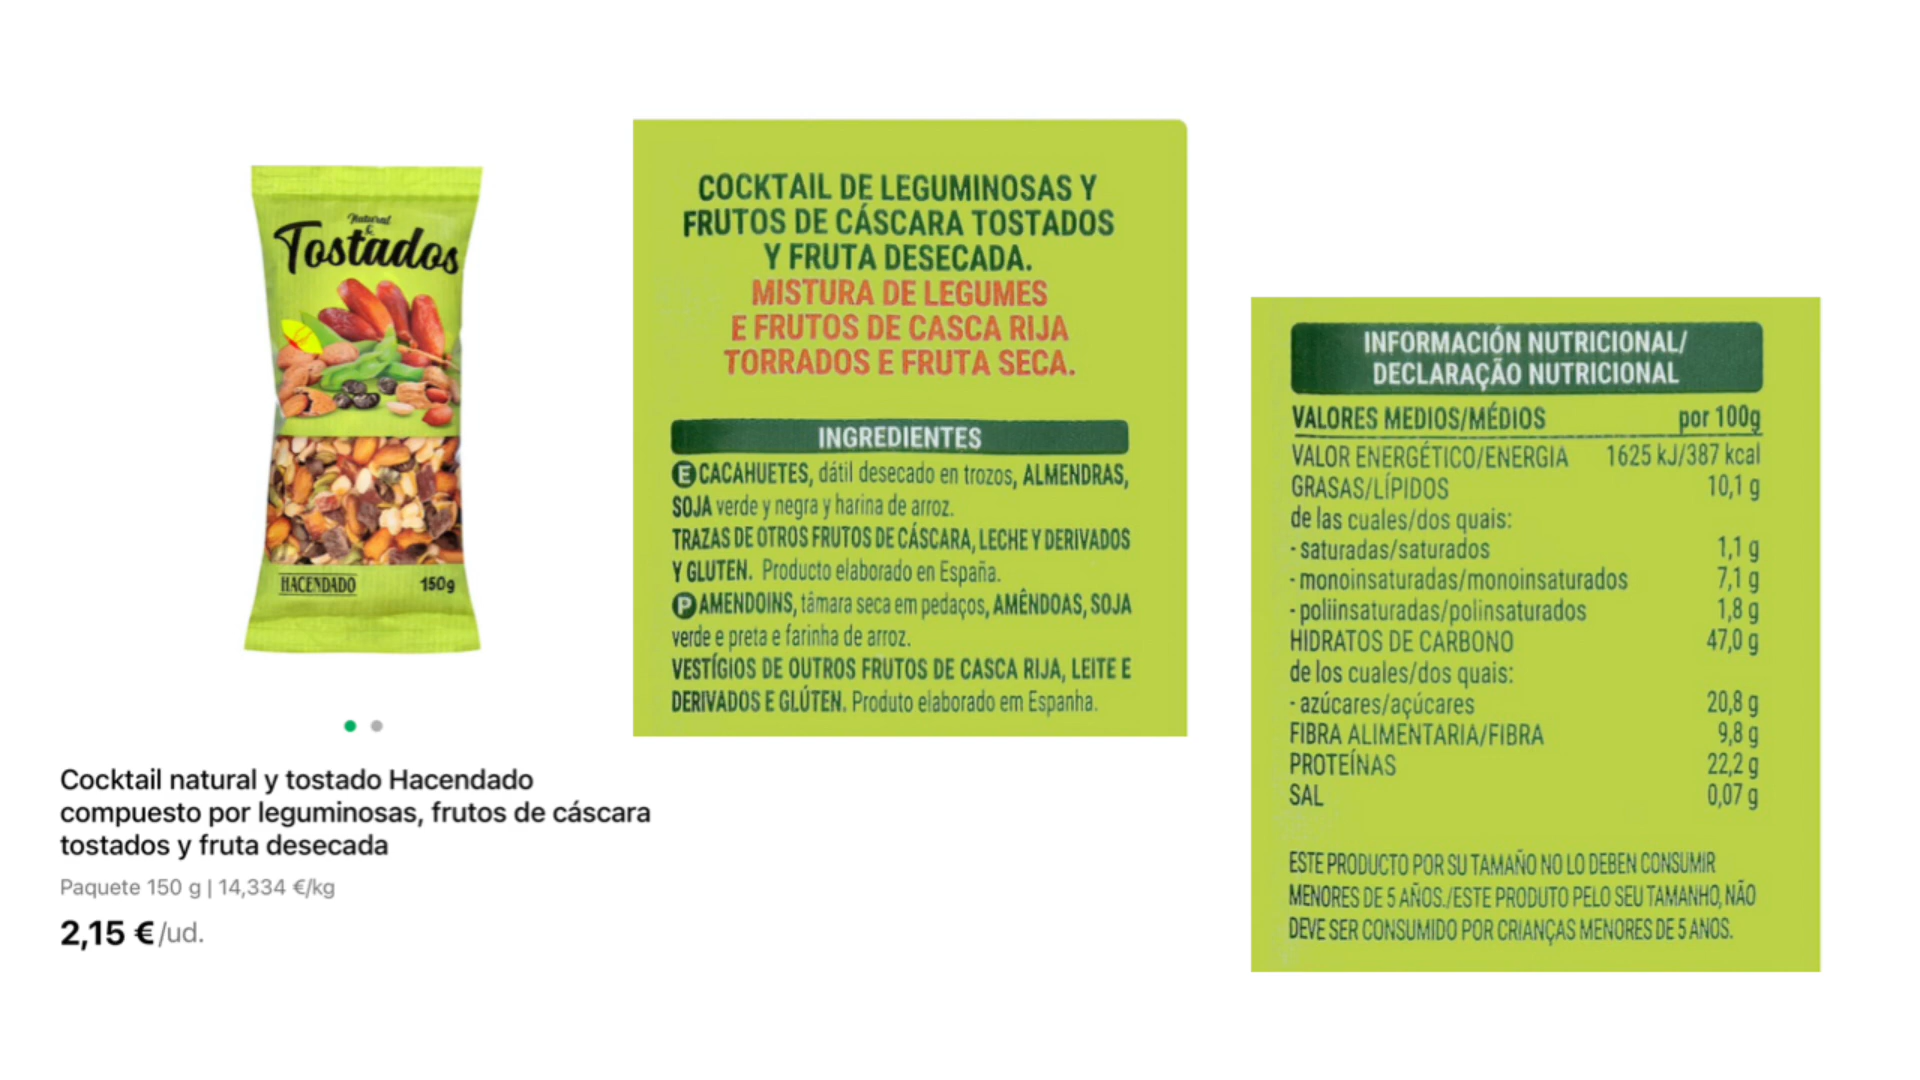 Natural
&
Tostados
HACENDADO
150g
Cocktail natural y tostado Hacendado
compuesto por leguminosas, frutos de cáscara
tostados y fruta desecada
Paquete 150 g | 14,334 €/kg
2,15 €/ud.
COCKTAIL DE LEGUMINOSAS Y
FRUTOS DE CÁSCARA TOSTADOS
Y FRUTA DESECADA.
MISTURA DE LEGUMES
E FRUTOS DE CASCA RIJA
TORRADOS E FRUTA SECA.
INGREDIENTES
E CACAHUETES, dátil desecado en trozos, ALMENDRAS,
SOJA verde y negra y harina de arroz.
TRAZAS DE OTROS FRUTOS DE CÁSCARA, LECHE Y DERIVADOS
Y GLUTEN. Producto elaborado en España.
P AMENDOINS, tâmara seca em pedaços, AMÊNDOAS, SOJA
verde e preta e farinha de arroz.
VESTÍGIOS DE OUTROS FRUTOS DE CASCA RIJA, LEITE E
DERIVADOS E GLÚTEN. Produto elaborado em Espanha.
INFORMACIÓN NUTRICIONAL/
DECLARAÇÃO NUTRICIONAL
VALORES MEDIOS/MÉDIOS por 100g
VALOR ENERGÉTICO/ENERGIA 1625 kJ/387 kcal
GRASAS/LÍPIDOS 10,1 g
de las cuales/dos quais:
- saturadas/saturados 1,1 g
- monoinsaturadas/monoinsaturados 7,1 g
- poliinsaturadas/polinsaturados 1,8 g
HIDRATOS DE CARBONO 47,0 g
de los cuales/dos quais:
- azúcares/açúcares 20,8 g
FIBRA ALIMENTARIA/FIBRA 9,8 g
PROTEÍNAS 22,2 g
SAL 0,07 g
ESTE PRODUCTO POR SU TAMAÑO NO LO DEBEN CONSUMIR
MENORES DE 5 AÑOS./ESTE PRODUTO PELO SEU TAMANHO, NÃO
DEVE SER CONSUMIDO POR CRIANÇAS MENORES DE 5 ANOS.